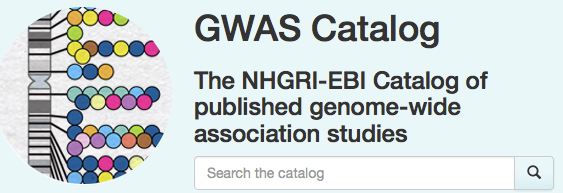 GWAS Catalog
The NHGRI-EBI Catalog of
published genome-wide
association studies
Search the catalog